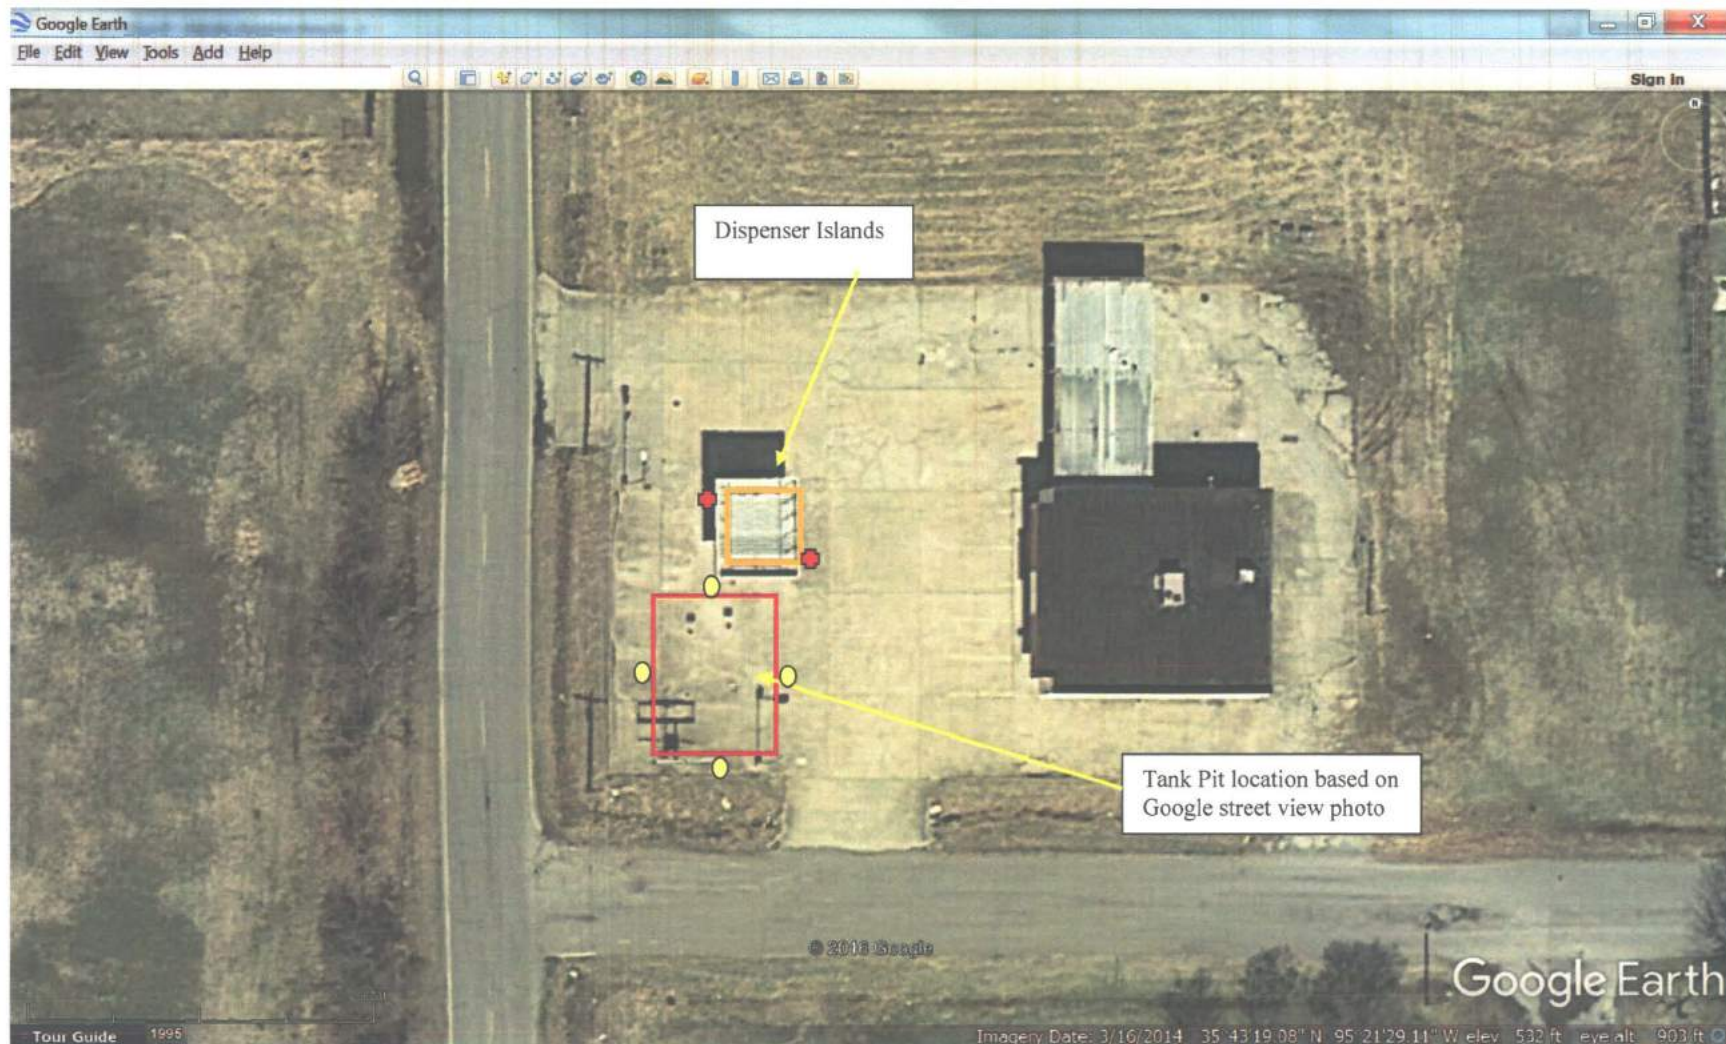 Google Earth
File Edit View Tools Add Help
Sign in
N
Dispenser Islands
Tank Pit location based on
Google street view photo
© 2016 Google
Google Earth
Tour Guide 1995
Imagery Date: 3/16/2014 35°43'19.08" N 95°21'29.11" W elev 532 ft eye alt 903 ft